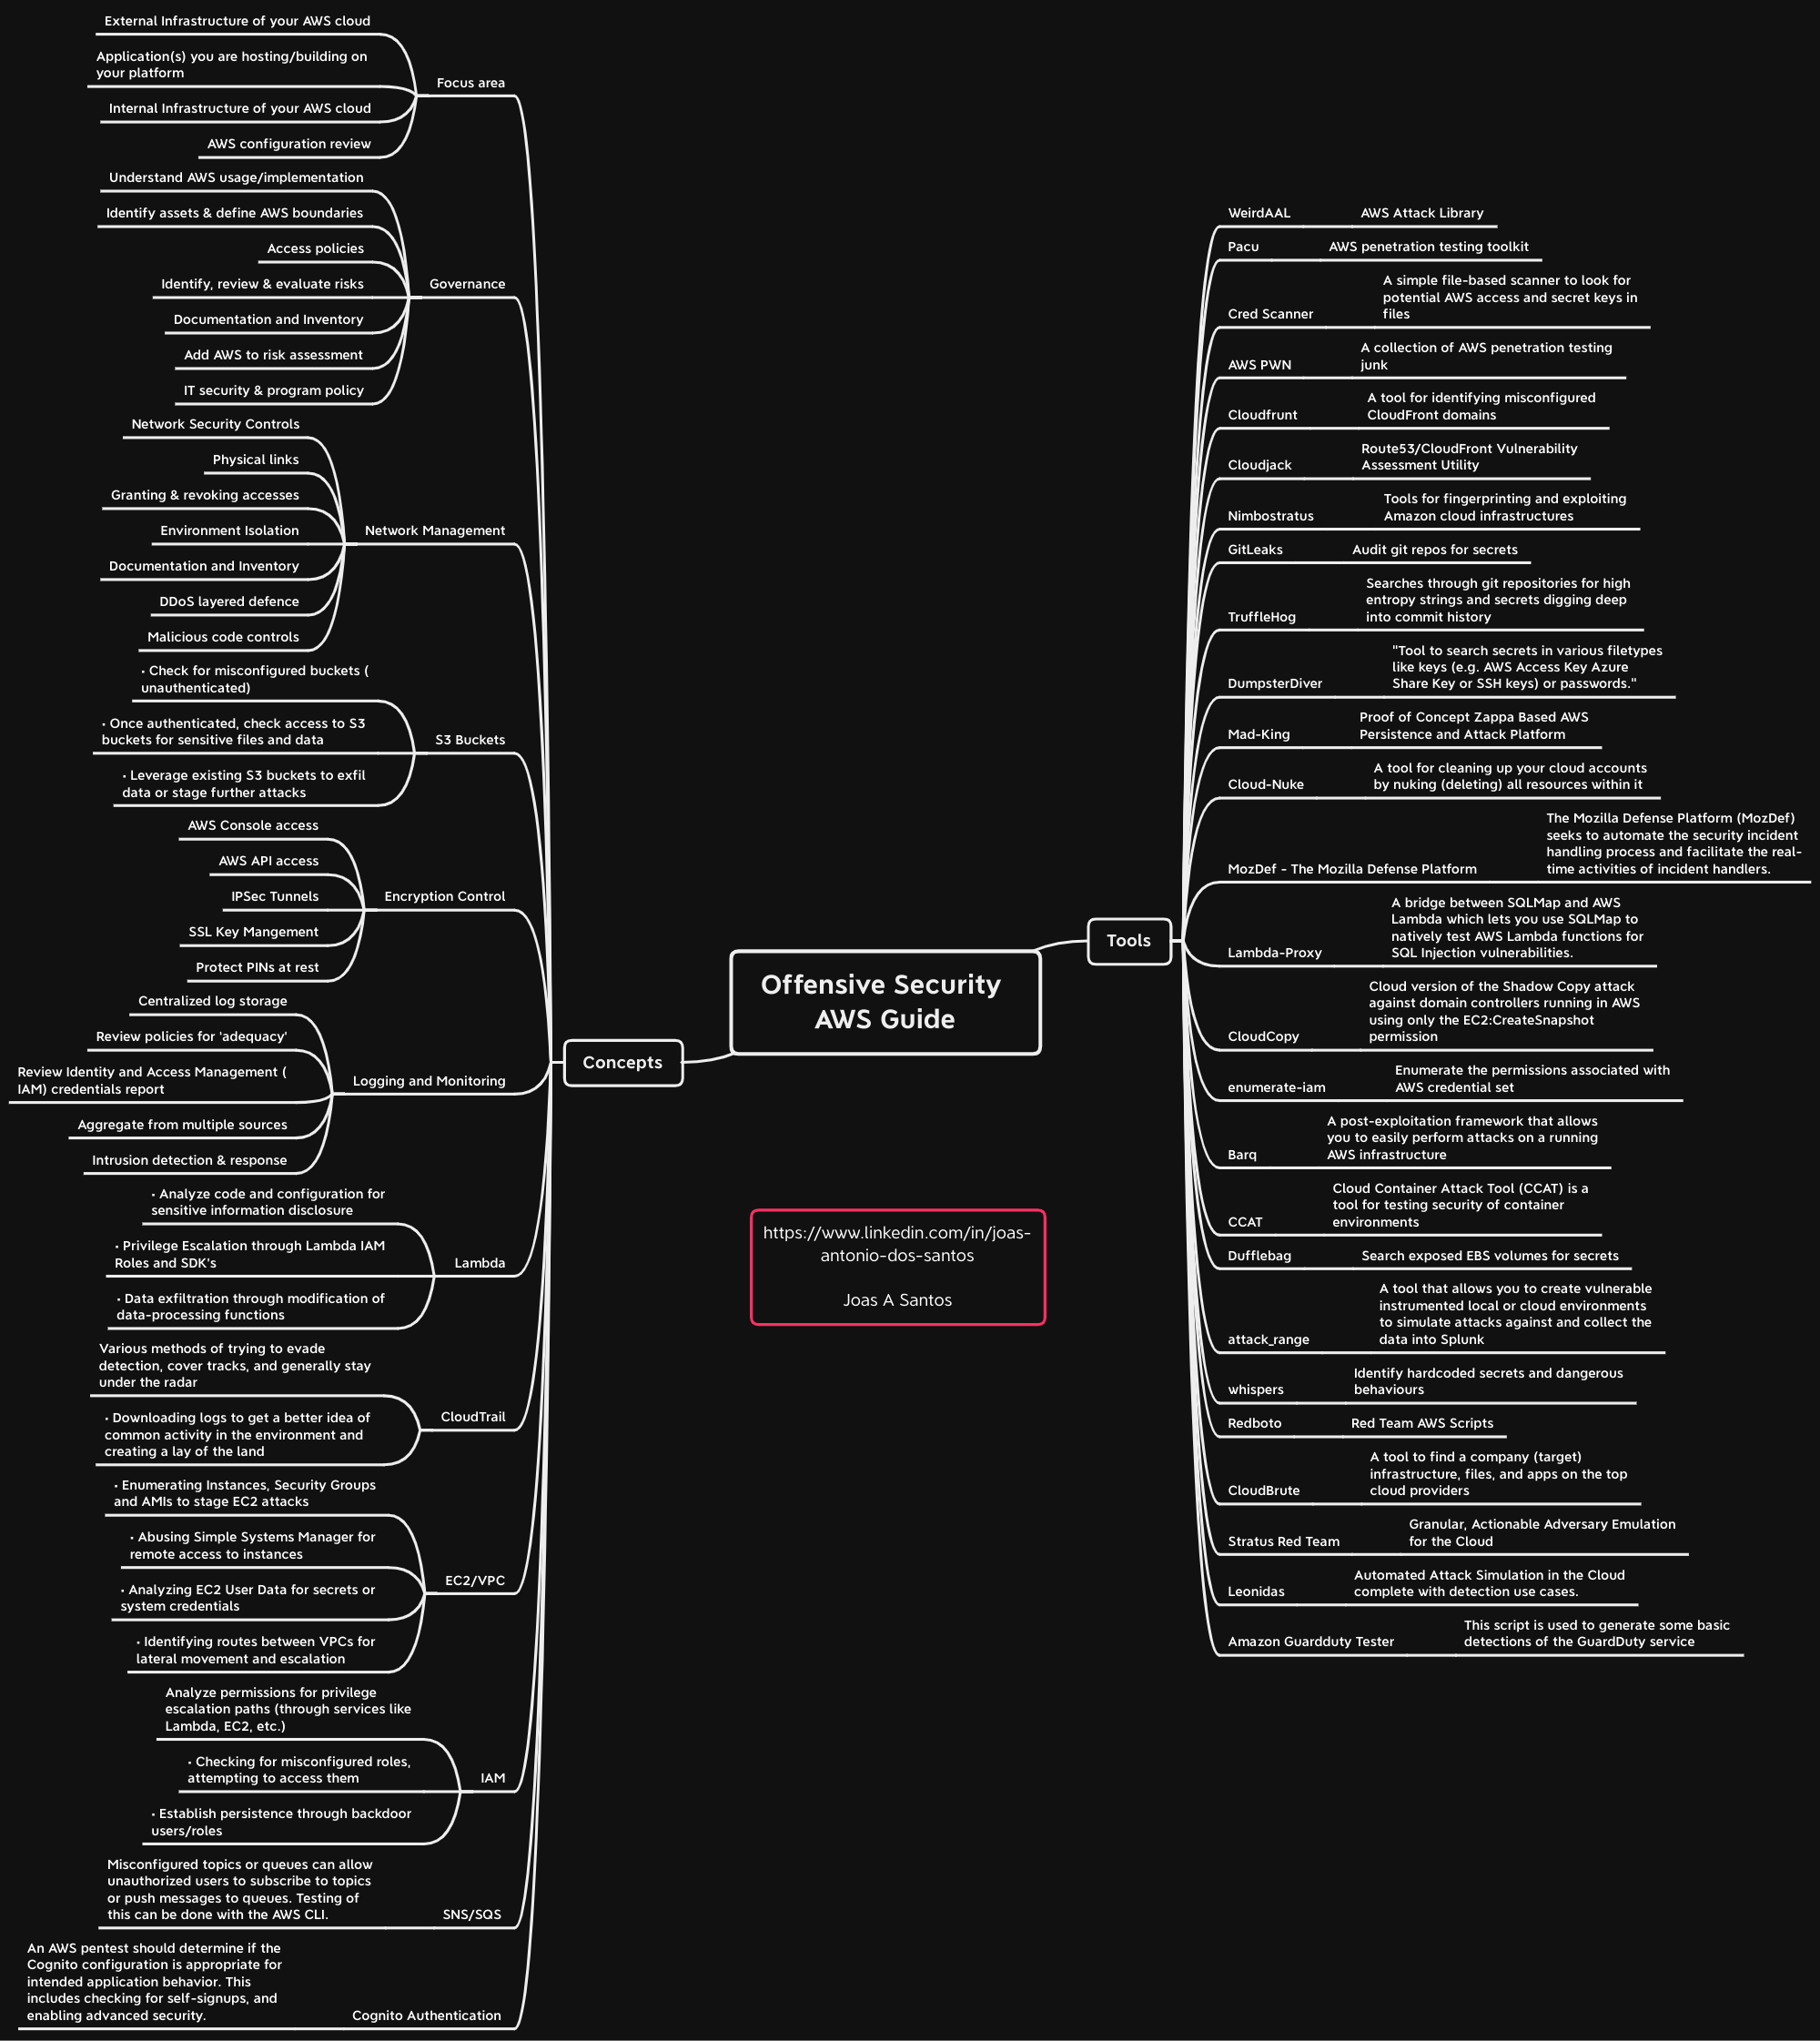 External Infrastructure of your AWS cloud
Application(s) you are hosting/building on
your platform
Internal Infrastructure of your AWS cloud
AWS configuration review
Focus area
Understand AWS usage/implementation
Identify assets & define AWS boundaries
Access policies
Identify, review & evaluate risks
Documentation and Inventory
Add AWS to risk assessment
IT security & program policy
Governance
Network Security Controls
Physical links
Granting & revoking accesses
Environment Isolation
Documentation and Inventory
DDoS layered defence
Malicious code controls
Network Management
• Check for misconfigured buckets (
unauthenticated)
• Once authenticated, check access to S3
buckets for sensitive files and data
• Leverage existing S3 buckets to exfil
data or stage further attacks
S3 Buckets
AWS Console access
AWS API access
IPSec Tunnels
SSL Key Mangement
Protect PINs at rest
Encryption Control
Centralized log storage
Review policies for 'adequacy'
Review Identity and Access Management (
IAM) credentials report
Aggregate from multiple sources
Intrusion detection & response
Logging and Monitoring
• Analyze code and configuration for
sensitive information disclosure
• Privilege Escalation through Lambda IAM
Roles and SDK's
• Data exfiltration through modification of
data-processing functions
Lambda
Various methods of trying to evade
detection, cover tracks, and generally stay
under the radar
• Downloading logs to get a better idea of
common activity in the environment and
creating a lay of the land
CloudTrail
• Enumerating Instances, Security Groups
and AMIs to stage EC2 attacks
• Abusing Simple Systems Manager for
remote access to instances
• Analyzing EC2 User Data for secrets or
system credentials
• Identifying routes between VPCs for
lateral movement and escalation
EC2/VPC
Analyze permissions for privilege
escalation paths (through services like
Lambda, EC2, etc.)
• Checking for misconfigured roles,
attempting to access them
• Establish persistence through backdoor
users/roles
IAM
Misconfigured topics or queues can allow
unauthorized users to subscribe to topics
or push messages to queues. Testing of
this can be done with the AWS CLI.
SNS/SQS
An AWS pentest should determine if the
Cognito configuration is appropriate for
intended application behavior. This
includes checking for self-signups, and
enabling advanced security.
Cognito Authentication
Concepts
Offensive Security
AWS Guide
https://www.linkedin.com/in/joas-
antonio-dos-santos
Joas A Santos
Tools
WeirdAAL
AWS Attack Library
Pacu
AWS penetration testing toolkit
Cred Scanner
A simple file-based scanner to look for
potential AWS access and secret keys in
files
AWS PWN
A collection of AWS penetration testing
junk
Cloudfrunt
A tool for identifying misconfigured
CloudFront domains
Cloudjack
Route53/CloudFront Vulnerability
Assessment Utility
Nimbostratus
Tools for fingerprinting and exploiting
Amazon cloud infrastructures
GitLeaks
Audit git repos for secrets
TruffleHog
Searches through git repositories for high
entropy strings and secrets digging deep
into commit history
DumpsterDiver
"Tool to search secrets in various filetypes
like keys (e.g. AWS Access Key Azure
Share Key or SSH keys) or passwords."
Mad-King
Proof of Concept Zappa Based AWS
Persistence and Attack Platform
Cloud-Nuke
A tool for cleaning up your cloud accounts
by nuking (deleting) all resources within it
MozDef - The Mozilla Defense Platform
The Mozilla Defense Platform (MozDef)
seeks to automate the security incident
handling process and facilitate the real-
time activities of incident handlers.
Lambda-Proxy
A bridge between SQLMap and AWS
Lambda which lets you use SQLMap to
natively test AWS Lambda functions for
SQL Injection vulnerabilities.
CloudCopy
Cloud version of the Shadow Copy attack
against domain controllers running in AWS
using only the EC2:CreateSnapshot
permission
enumerate-iam
Enumerate the permissions associated with
AWS credential set
Barq
A post-exploitation framework that allows
you to easily perform attacks on a running
AWS infrastructure
CCAT
Cloud Container Attack Tool (CCAT) is a
tool for testing security of container
environments
Dufflebag
Search exposed EBS volumes for secrets
attack_range
A tool that allows you to create vulnerable
instrumented local or cloud environments
to simulate attacks against and collect the
data into Splunk
whispers
Identify hardcoded secrets and dangerous
behaviours
Redboto
Red Team AWS Scripts
CloudBrute
A tool to find a company (target)
infrastructure, files, and apps on the top
cloud providers
Stratus Red Team
Granular, Actionable Adversary Emulation
for the Cloud
Leonidas
Automated Attack Simulation in the Cloud
complete with detection use cases.
Amazon Guardduty Tester
This script is used to generate some basic
detections of the GuardDuty service